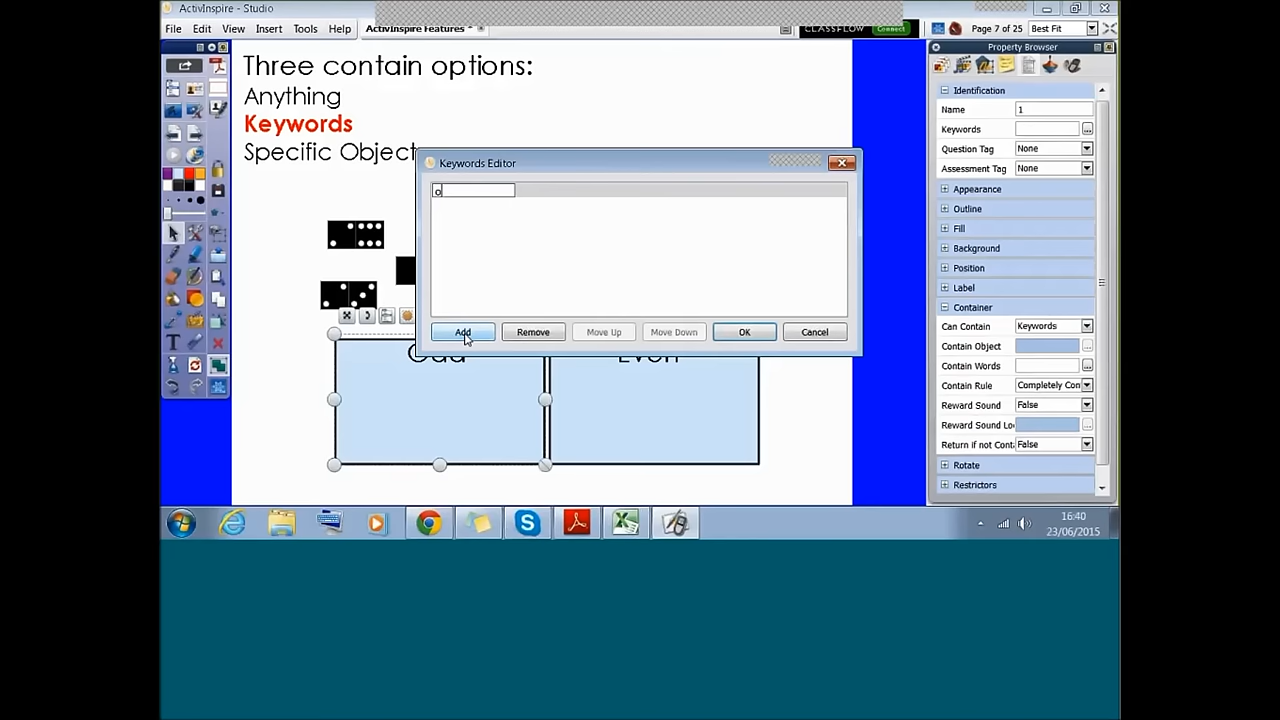 ActivInspire - Studio
File Edit View Insert Tools Help
ActivInspire Features *
CLASSFLOW Connect
Page 7 of 25 Best Fit
Three contain options:
Anything
Keywords
Specific Object
Keywords Editor
o
Add Remove Move Up Move Down OK Cancel
Odd Even
Property Browser
Identification
Name 1
Keywords ...
Question Tag None
Assessment Tag None
Appearance
Outline
Fill
Background
Position
Label
Container
Can Contain Keywords
Contain Object ...
Contain Words ...
Contain Rule Completely Con
Reward Sound False
Reward Sound Lo ...
Return if not Cont False
Rotate
Restrictors
16:40
23/06/2015